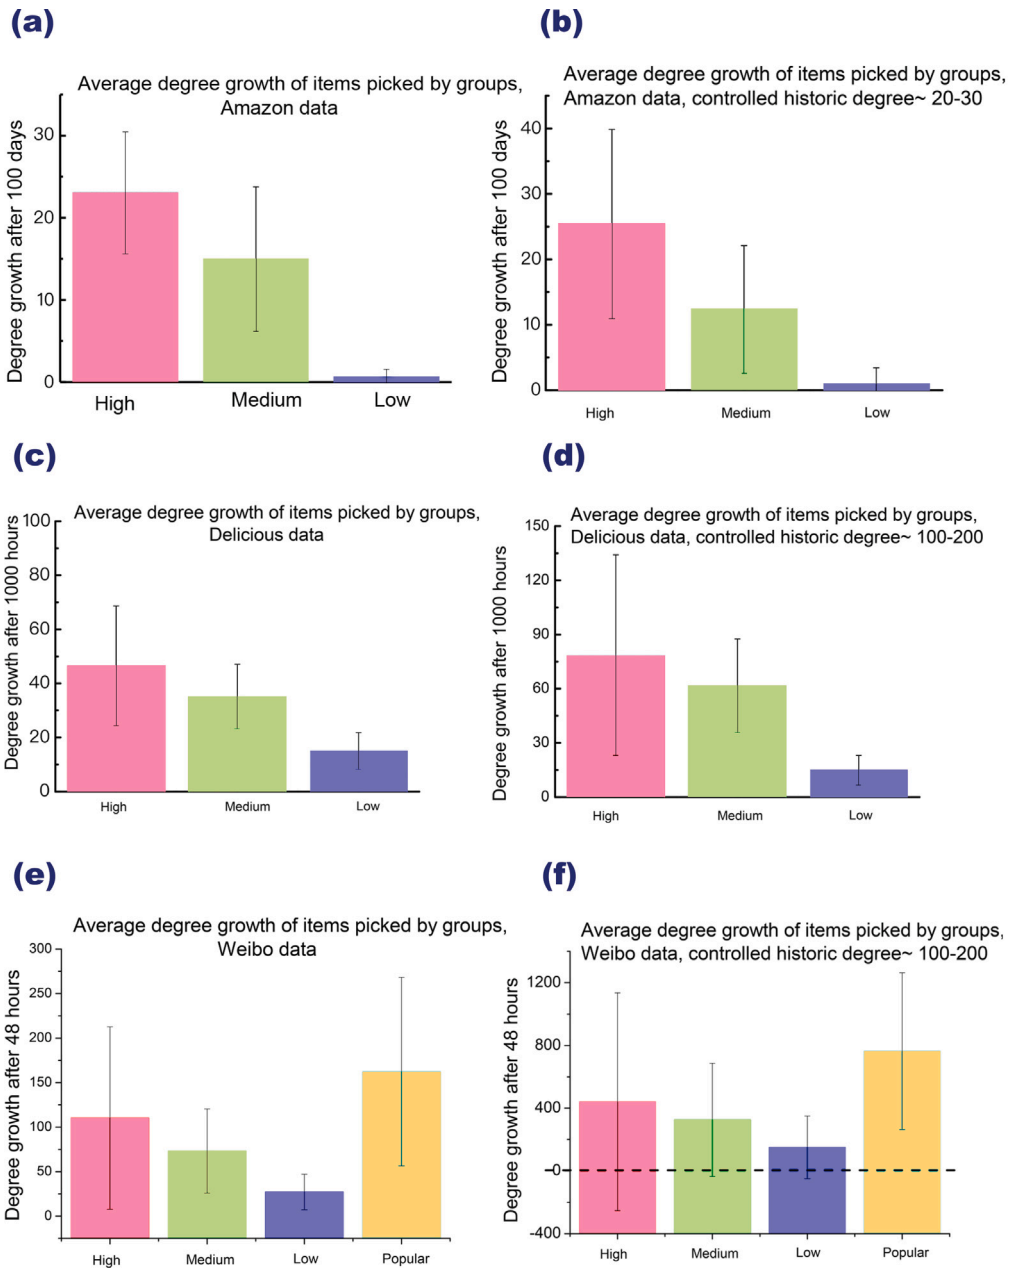 (a)
Average degree growth of items picked by groups,
Amazon data
Degree growth after 100 days
30
20
10
0
High
Medium
Low
(b)
Average degree growth of items picked by groups,
Amazon data, controlled historic degree~ 20-30
Degree growth after 100 days
40
30
20
10
0
High
Medium
Low
(c)
Average degree growth of items picked by groups,
Delicious data
Degree growth after 1000 hours
100
80
60
40
20
0
High
Medium
Low
(d)
Average degree growth of items picked by groups,
Delicious data, controlled historic degree~ 100-200
Degree growth after 1000 hours
150
120
90
60
30
0
High
Medium
Low
(e)
Average degree growth of items picked by groups,
Weibo data
Degree growth after 48 hours
300
250
200
150
100
50
0
High
Medium
Low
Popular
(f)
Average degree growth of items picked by groups,
Weibo data, controlled historic degree~ 100-200
Degree growth after 48 hours
1200
800
400
0
-400
High
Medium
Low
Popular